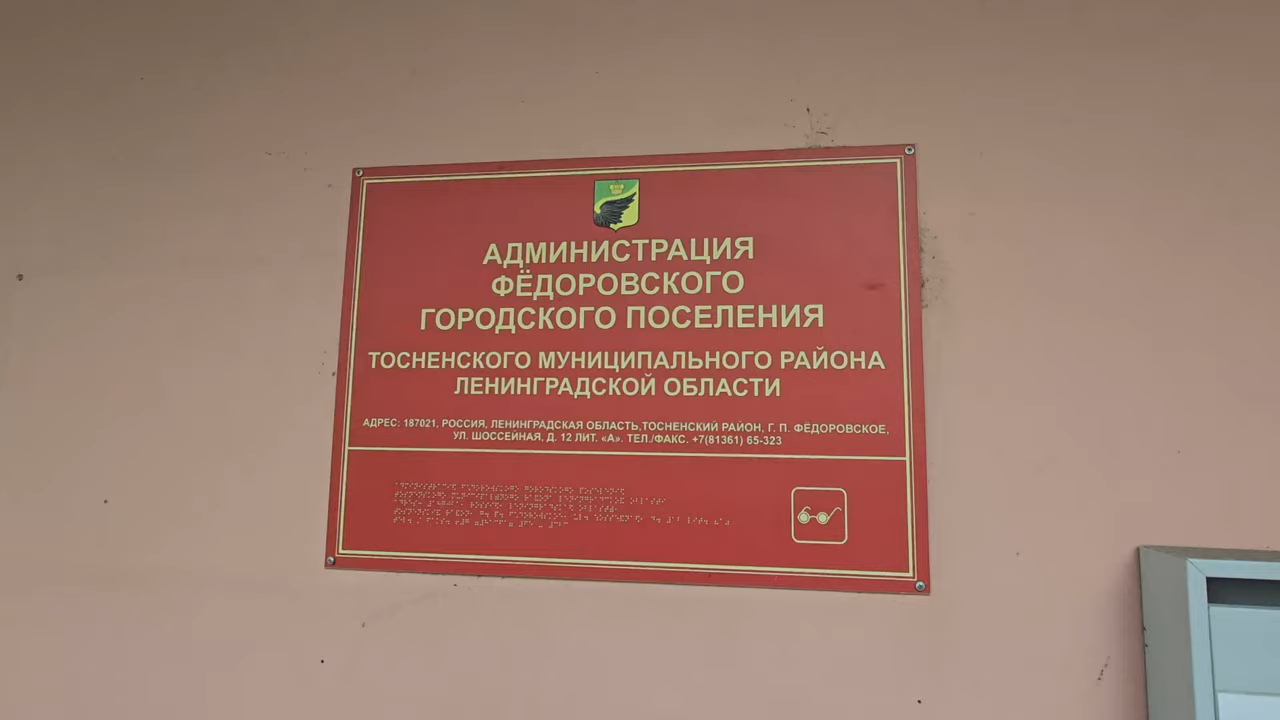 АДМИНИСТРАЦИЯ
ФЁДОРОВСКОГО
ГОРОДСКОГО ПОСЕЛЕНИЯ
ТОСНЕНСКОГО МУНИЦИПАЛЬНОГО РАЙОНА
ЛЕНИНГРАДСКОЙ ОБЛАСТИ
АДРЕС: 187021, РОССИЯ, ЛЕНИНГРАДСКАЯ ОБЛАСТЬ,ТОСНЕНСКИЙ РАЙОН, Г. П. ФЁДОРОВСКОЕ,
УЛ. ШОССЕЙНАЯ, Д. 12 ЛИТ. «А». ТЕЛ./ФАКС. +7(81361) 65-323